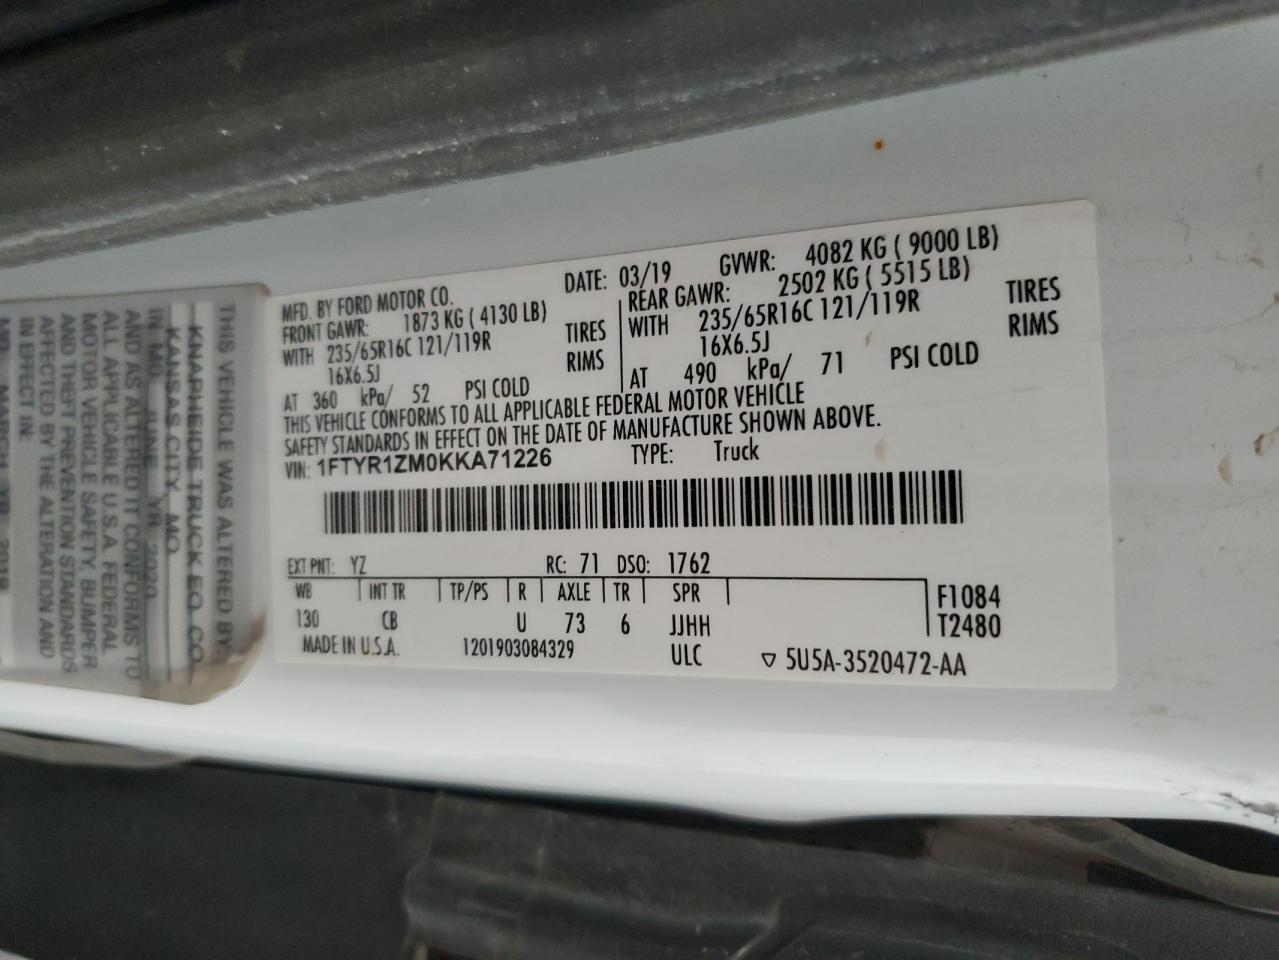 MFD. BY FORD MOTOR CO.
DATE: 03/19
GVWR: 4082 KG ( 9000 LB)
FRONT GAWR: 1873 KG ( 4130 LB)
WITH 235/65R16C 121/119R TIRES
16X6.5J RIMS
AT 360 kPa/ 52 PSI COLD
REAR GAWR: 2502 KG ( 5515 LB)
WITH 235/65R16C 121/119R TIRES
16X6.5J RIMS
AT 490 kPa/ 71 PSI COLD
THIS VEHICLE CONFORMS TO ALL APPLICABLE FEDERAL MOTOR VEHICLE
SAFETY STANDARDS IN EFFECT ON THE DATE OF MANUFACTURE SHOWN ABOVE.
VIN: 1FTYR1ZM0KKA71226 TYPE: Truck
EXT PNT: YZ RC: 71 DSO: 1762
WB INT TR TP/PS R AXLE TR SPR
130 CB U 73 6 JJHH
F1084
T2480
MADE IN U.S.A. 1201903084329 ULC 5U5A-3520472-AA
THIS VEHICLE WAS ALTERED BY:
KNAPHEIDE TRUCK EQ. CO.
KANSAS CITY, MO
IN MO. JUNE YR. 2020
AND AS ALTERED IT CONFORMS TO
ALL APPLICABLE U.S.A. FEDERAL
MOTOR VEHICLE SAFETY, BUMPER
AND THEFT PREVENTION STANDARDS
AFFECTED BY THE ALTERATION AND
IN EFFECT IN:
MO. MARCH YR. 2019